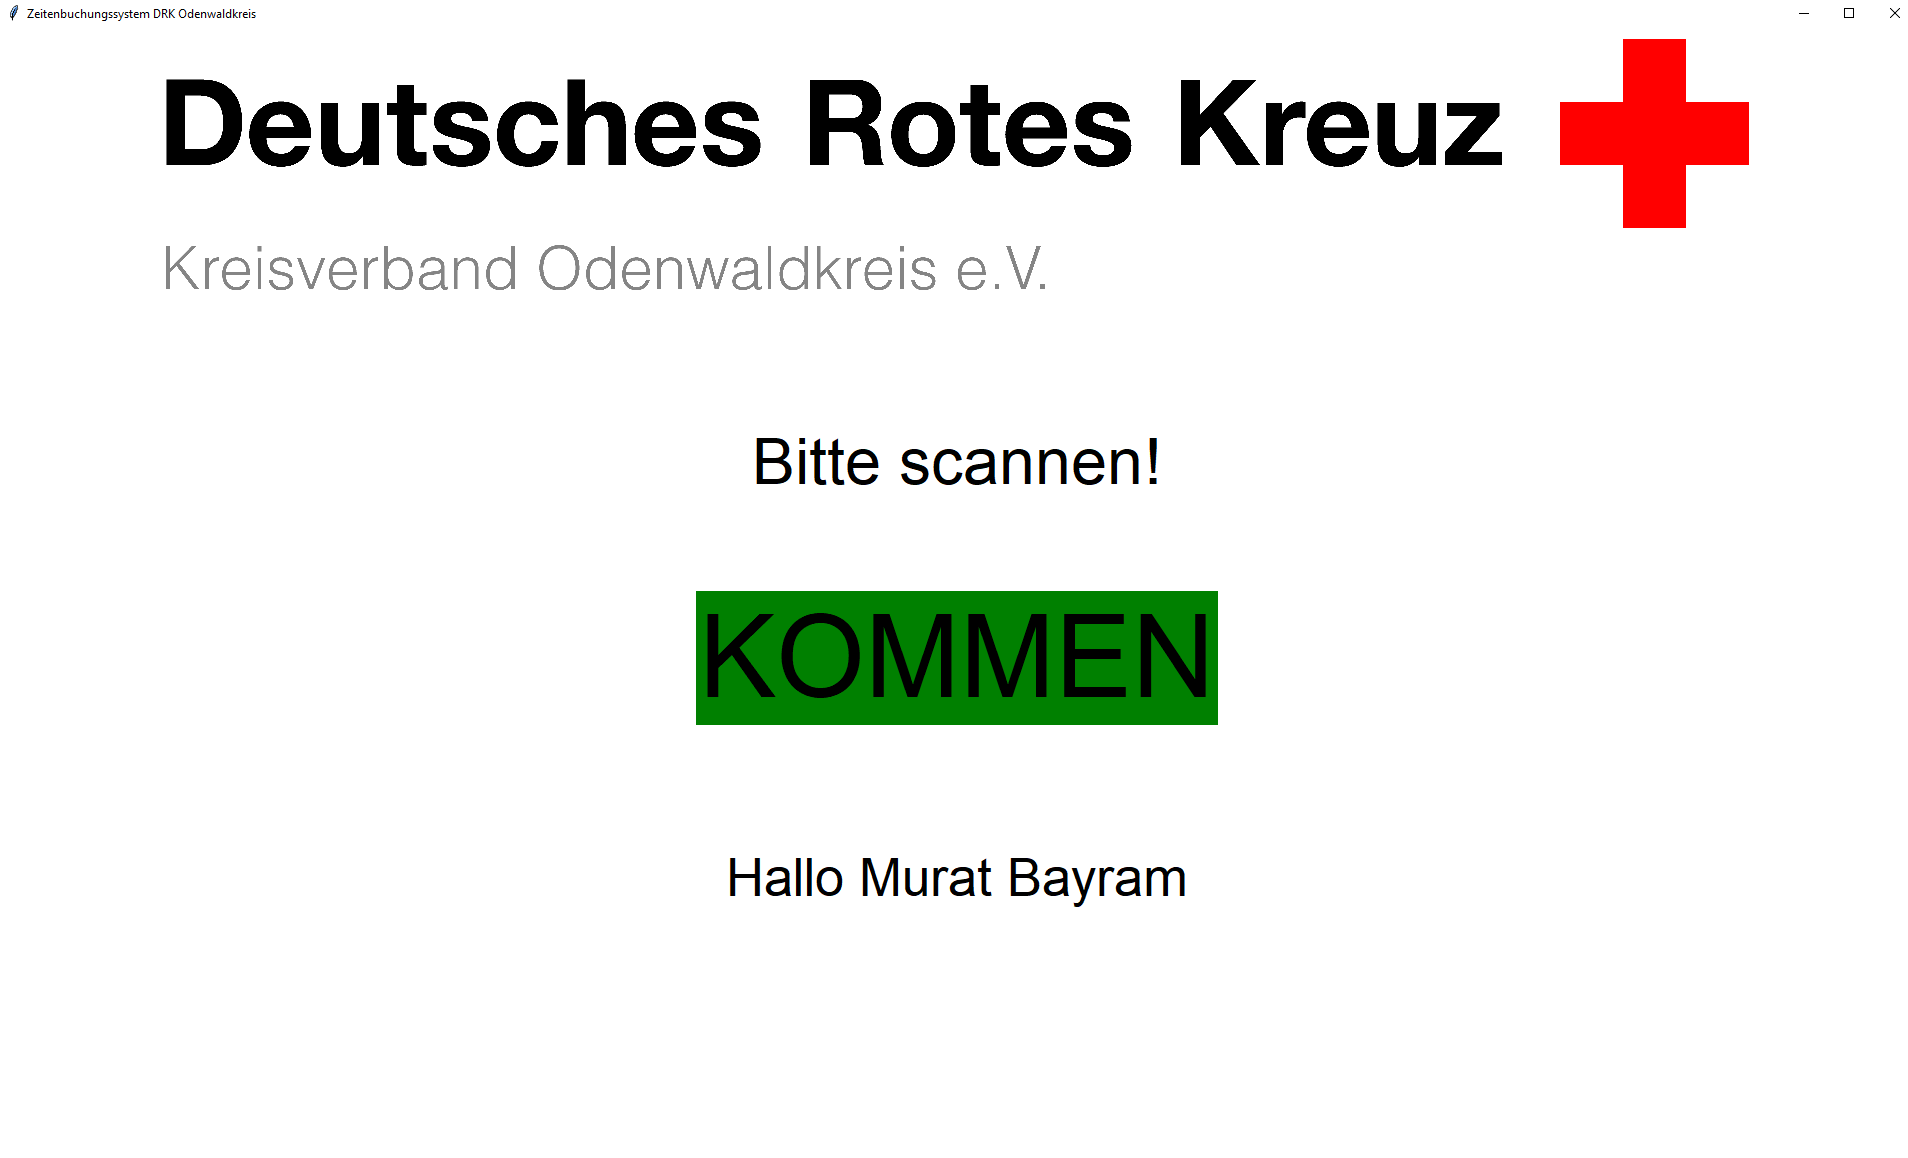 Zeitenbuchungssystem DRK Odenwaldkreis
Deutsches Rotes Kreuz
Kreisverband Odenwaldkreis e.V.
Bitte scannen!
KOMMEN
Hallo Murat Bayram